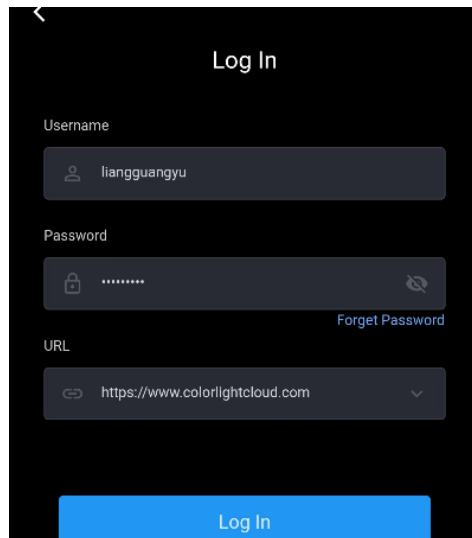 Log In
Username
liangguangyu
Password
•••••••••
Forget Password
URL
https://www.colorlightcloud.com
Log In